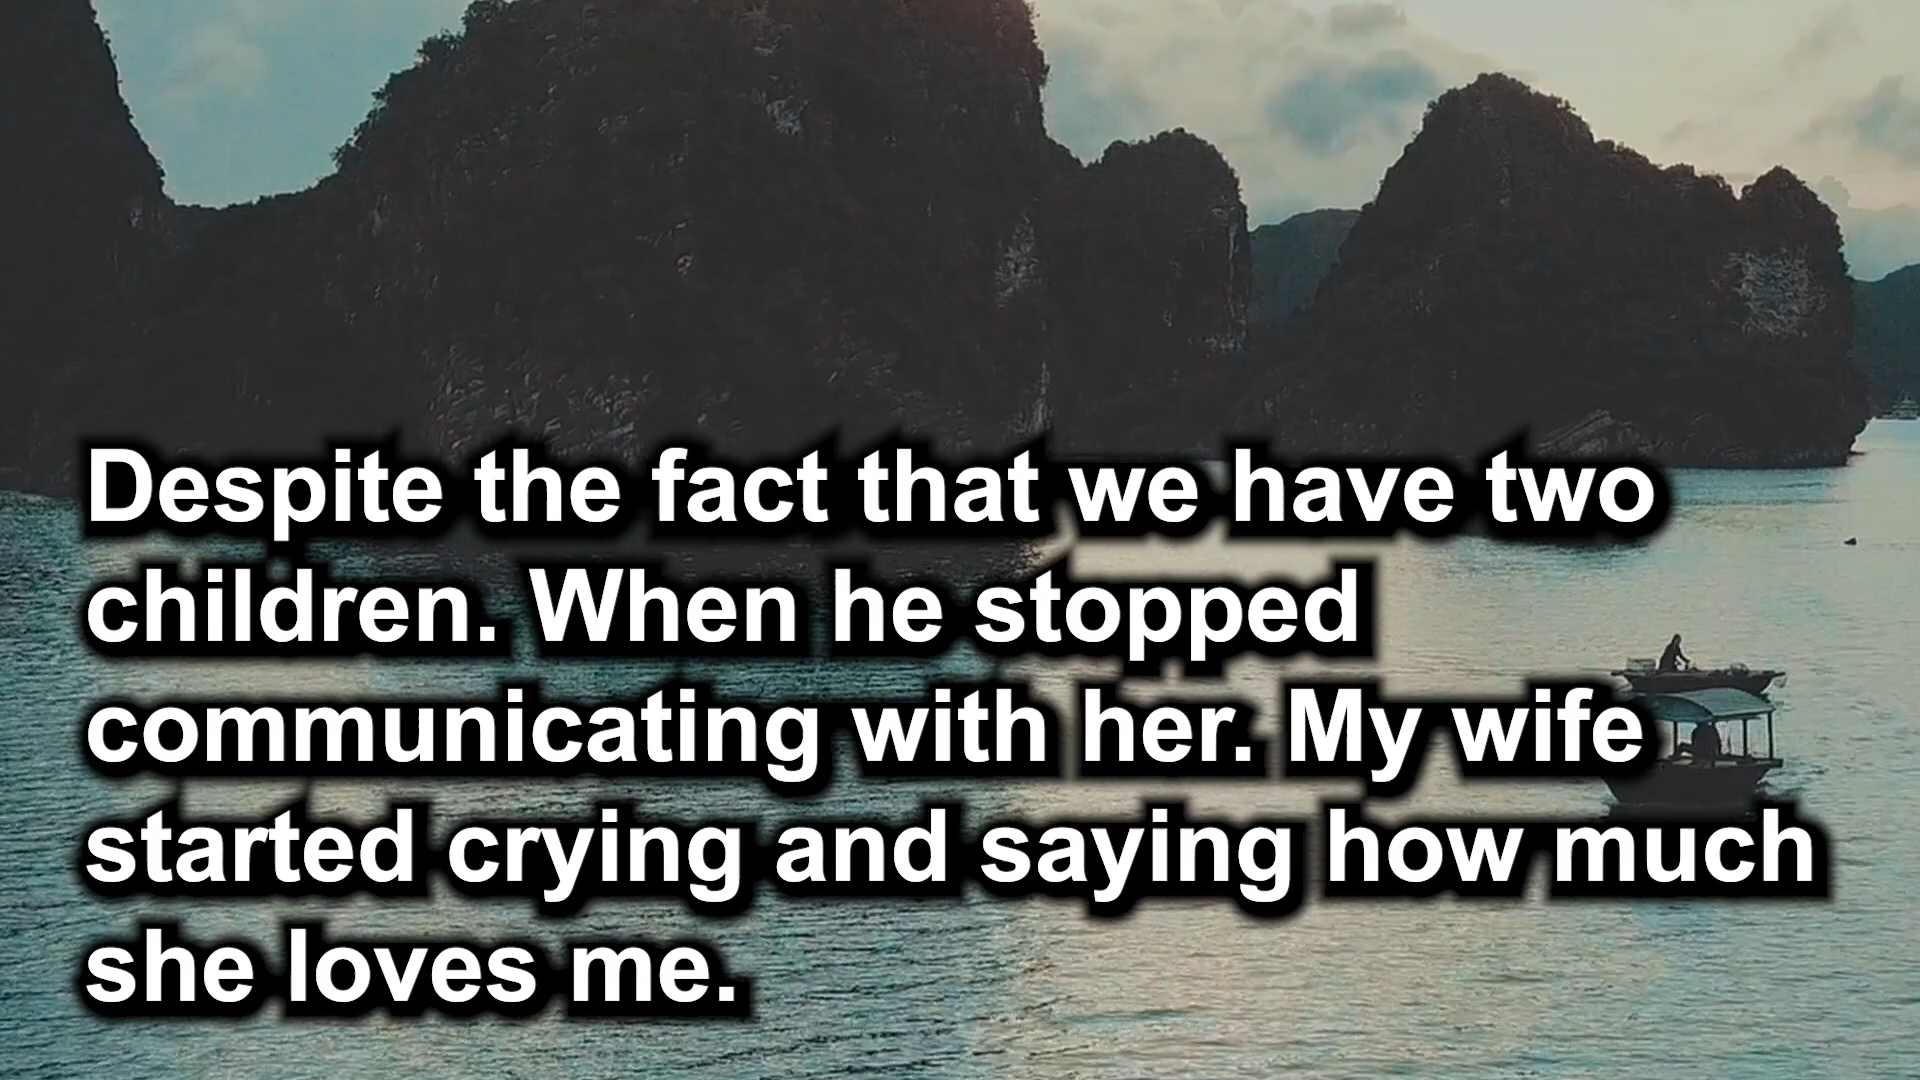 Despite the fact that we have two
children. When he stopped
communicating with her. My wife
started crying and saying how much
she loves me.